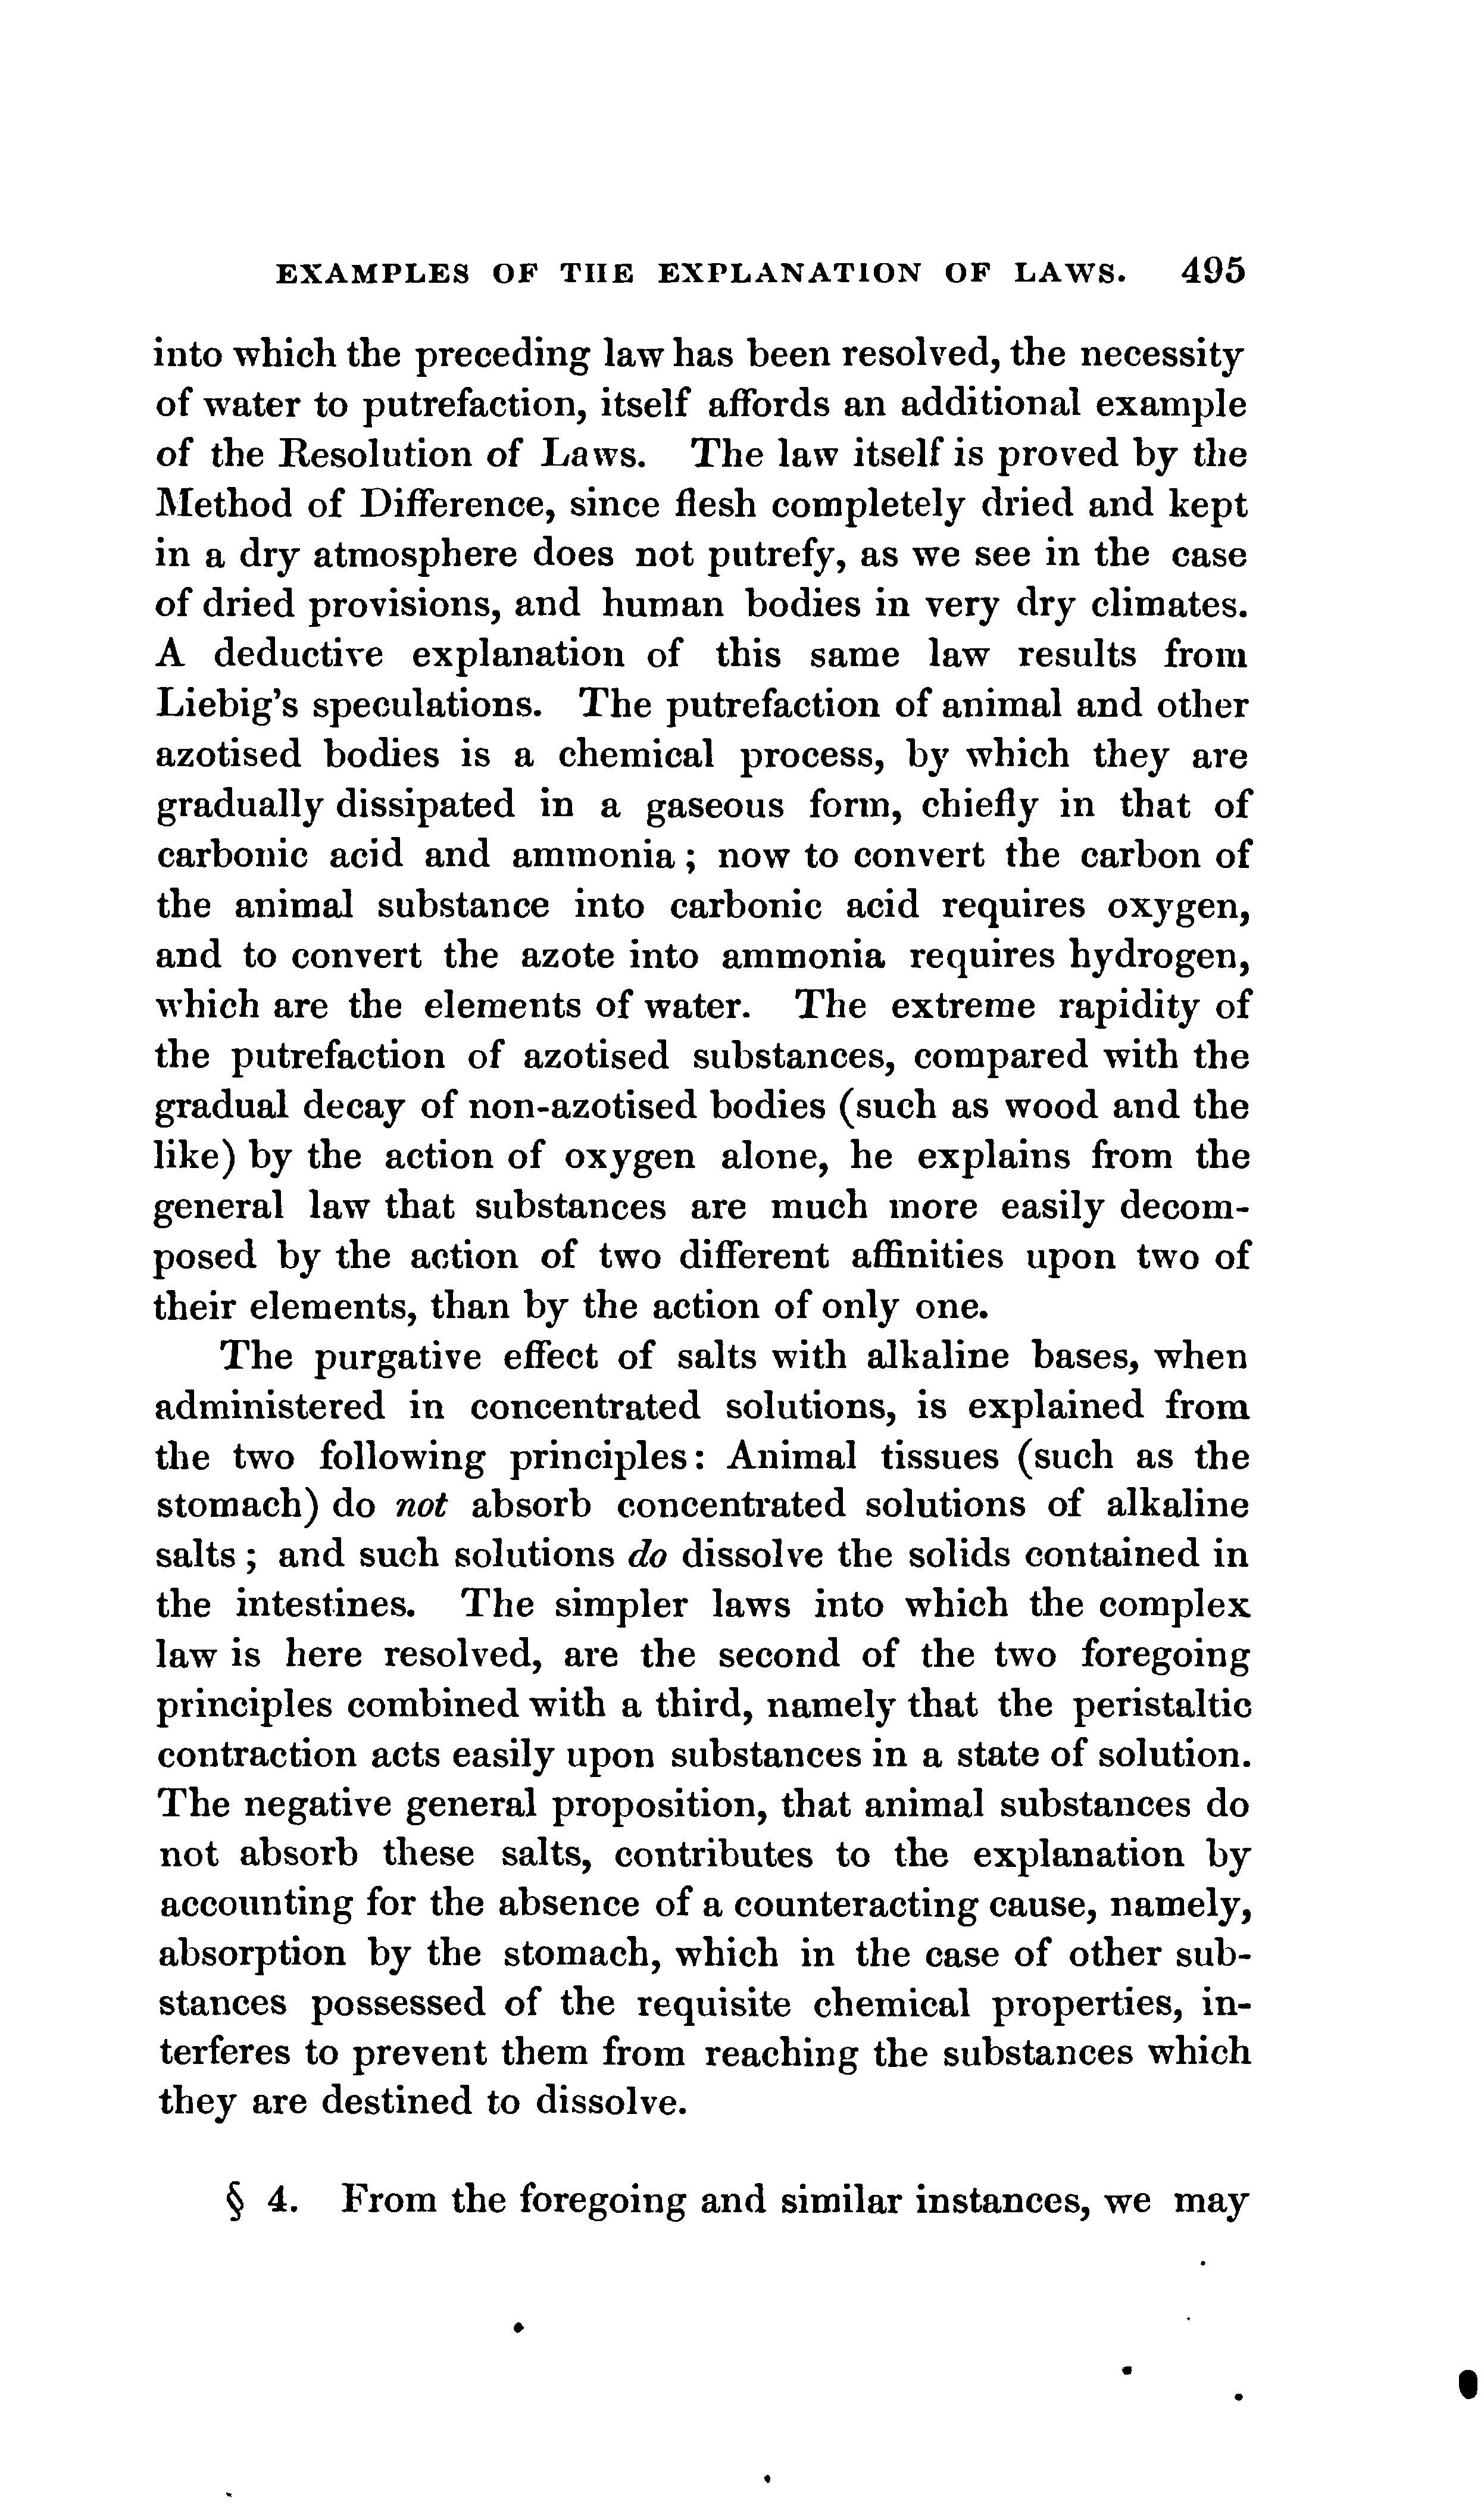 EXAMPLES OF THE EXPLANATION OF LAWS. 495
into which the preceding law has been resolved, the necessity
of water to putrefaction, itself affords an additional example
of the Resolution of Laws. The law itself is proved by the
Method of Difference, since flesh completely dried and kept
in a dry atmosphere does not putrefy, as we see in the case
of dried provisions, and human bodies in very dry climates.
A deductive explanation of this same law results from
Liebig's speculations. The putrefaction of animal and other
azotised bodies is a chemical process, by which they are
gradually dissipated in a gaseous form, chiefly in that of
carbonic acid and ammonia; now to convert the carbon of
the animal substance into carbonic acid requires oxygen,
and to convert the azote into ammonia requires hydrogen,
which are the elements of water. The extreme rapidity of
the putrefaction of azotised substances, compared with the
gradual decay of non-azotised bodies (such as wood and the
like) by the action of oxygen alone, he explains from the
general law that substances are much more easily decom-
posed by the action of two different affinities upon two of
their elements, than by the action of only one.
The purgative effect of salts with alkaline bases, when
administered in concentrated solutions, is explained from
the two following principles: Animal tissues (such as the
stomach) do not absorb concentrated solutions of alkaline
salts; and such solutions do dissolve the solids contained in
the intestines. The simpler laws into which the complex
law is here resolved, are the second of the two foregoing
principles combined with a third, namely that the peristaltic
contraction acts easily upon substances in a state of solution.
The negative general proposition, that animal substances do
not absorb these salts, contributes to the explanation by
accounting for the absence of a counteracting cause, namely,
absorption by the stomach, which in the case of other sub-
stances possessed of the requisite chemical properties, in-
terferes to prevent them from reaching the substances which
they are destined to dissolve.
§ 4. From the foregoing and similar instances, we may